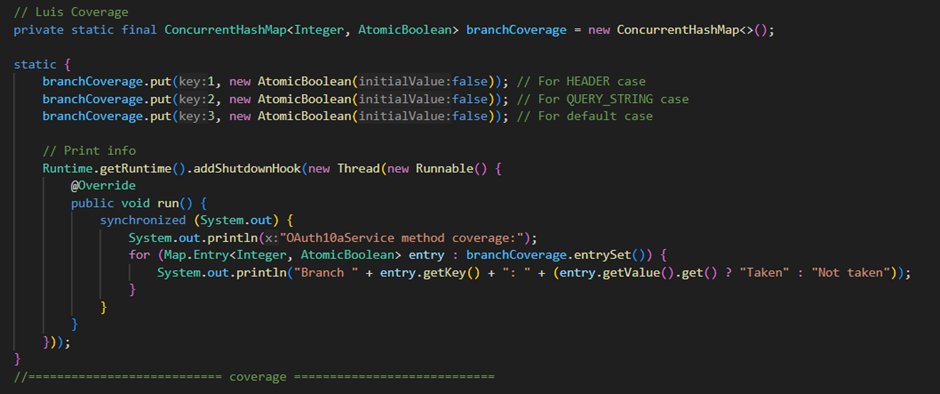 // Luis Coverage
private static final ConcurrentHashMap<Integer, AtomicBoolean> branchCoverage = new ConcurrentHashMap<>();
static {
branchCoverage.put(key:1, new AtomicBoolean(initialValue:false)); // For HEADER case
branchCoverage.put(key:2, new AtomicBoolean(initialValue:false)); // For QUERY_STRING case
branchCoverage.put(key:3, new AtomicBoolean(initialValue:false)); // For default case
// Print info
Runtime.getRuntime().addShutdownHook(new Thread(new Runnable() {
@Override
public void run() {
synchronized (System.out) {
System.out.println(x:"OAuth10aService method coverage:");
for (Map.Entry<Integer, AtomicBoolean> entry : branchCoverage.entrySet()) {
System.out.println("Branch " + entry.getKey() + ": " + (entry.getValue().get() ? "Taken" : "Not taken"));
}
}
}
}));
}
//=========================== coverage ============================